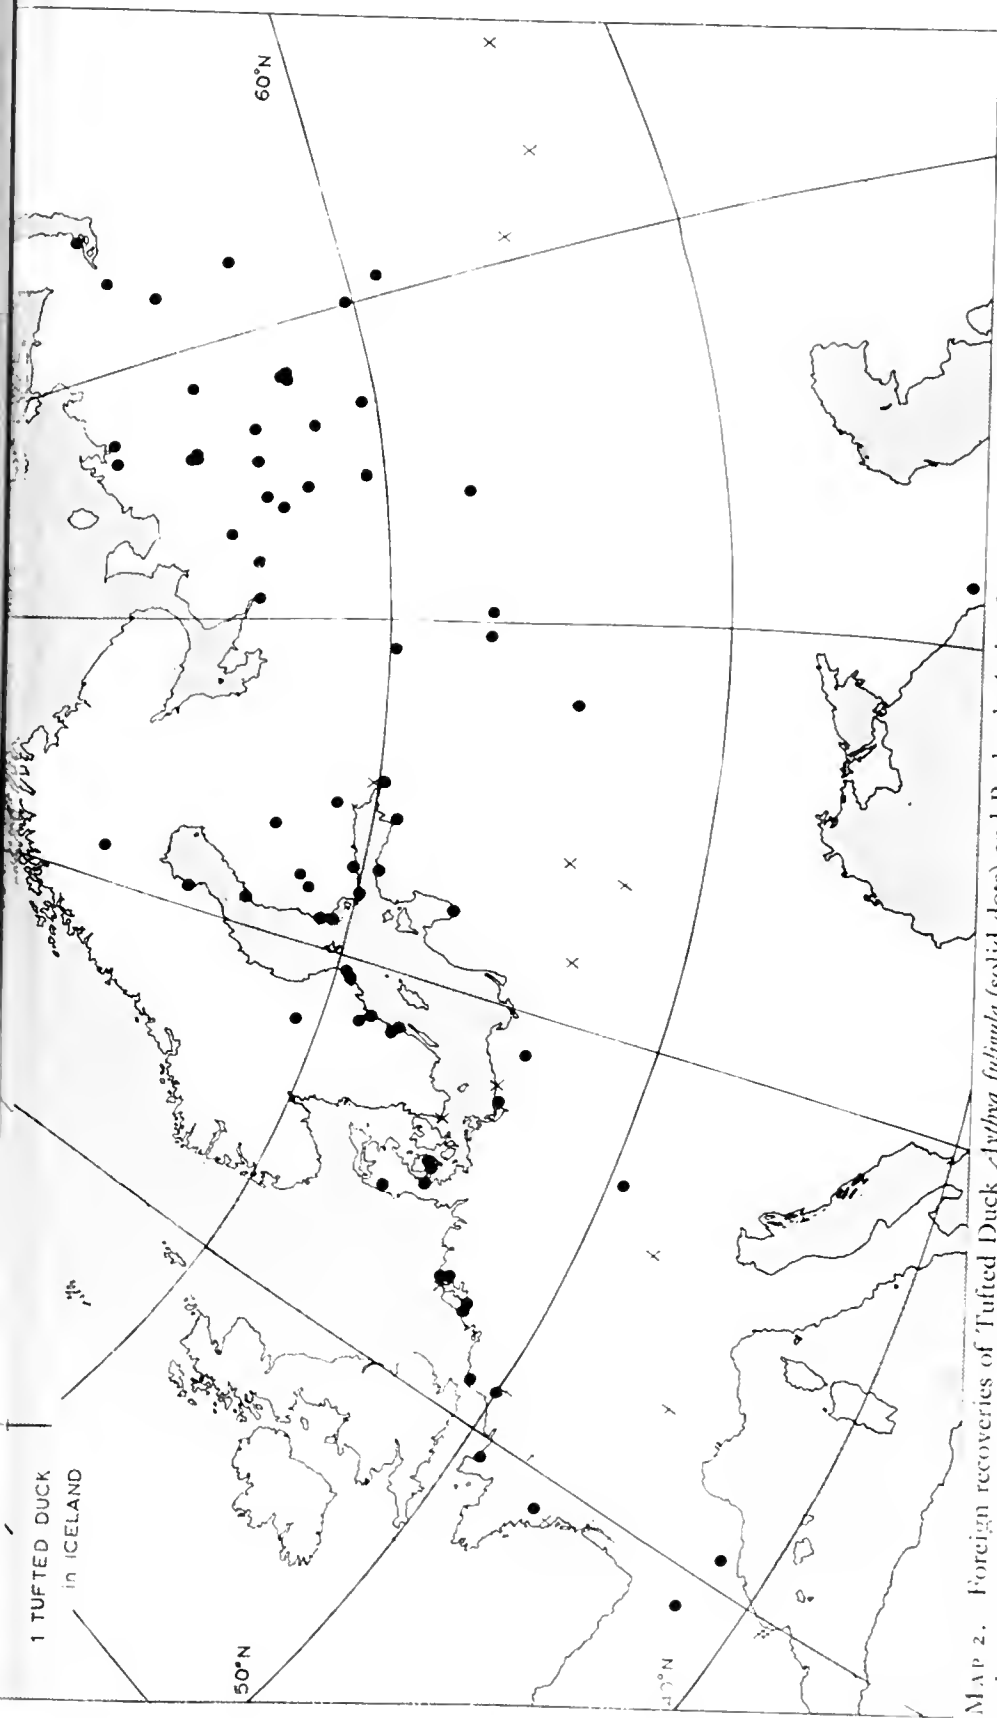 1 TUFTED DUCK
in ICELAND
60°N
50°N
40°N
MAP 2. Foreign recoveries of Tufted Duck Aythya fuligula (solid dots) and